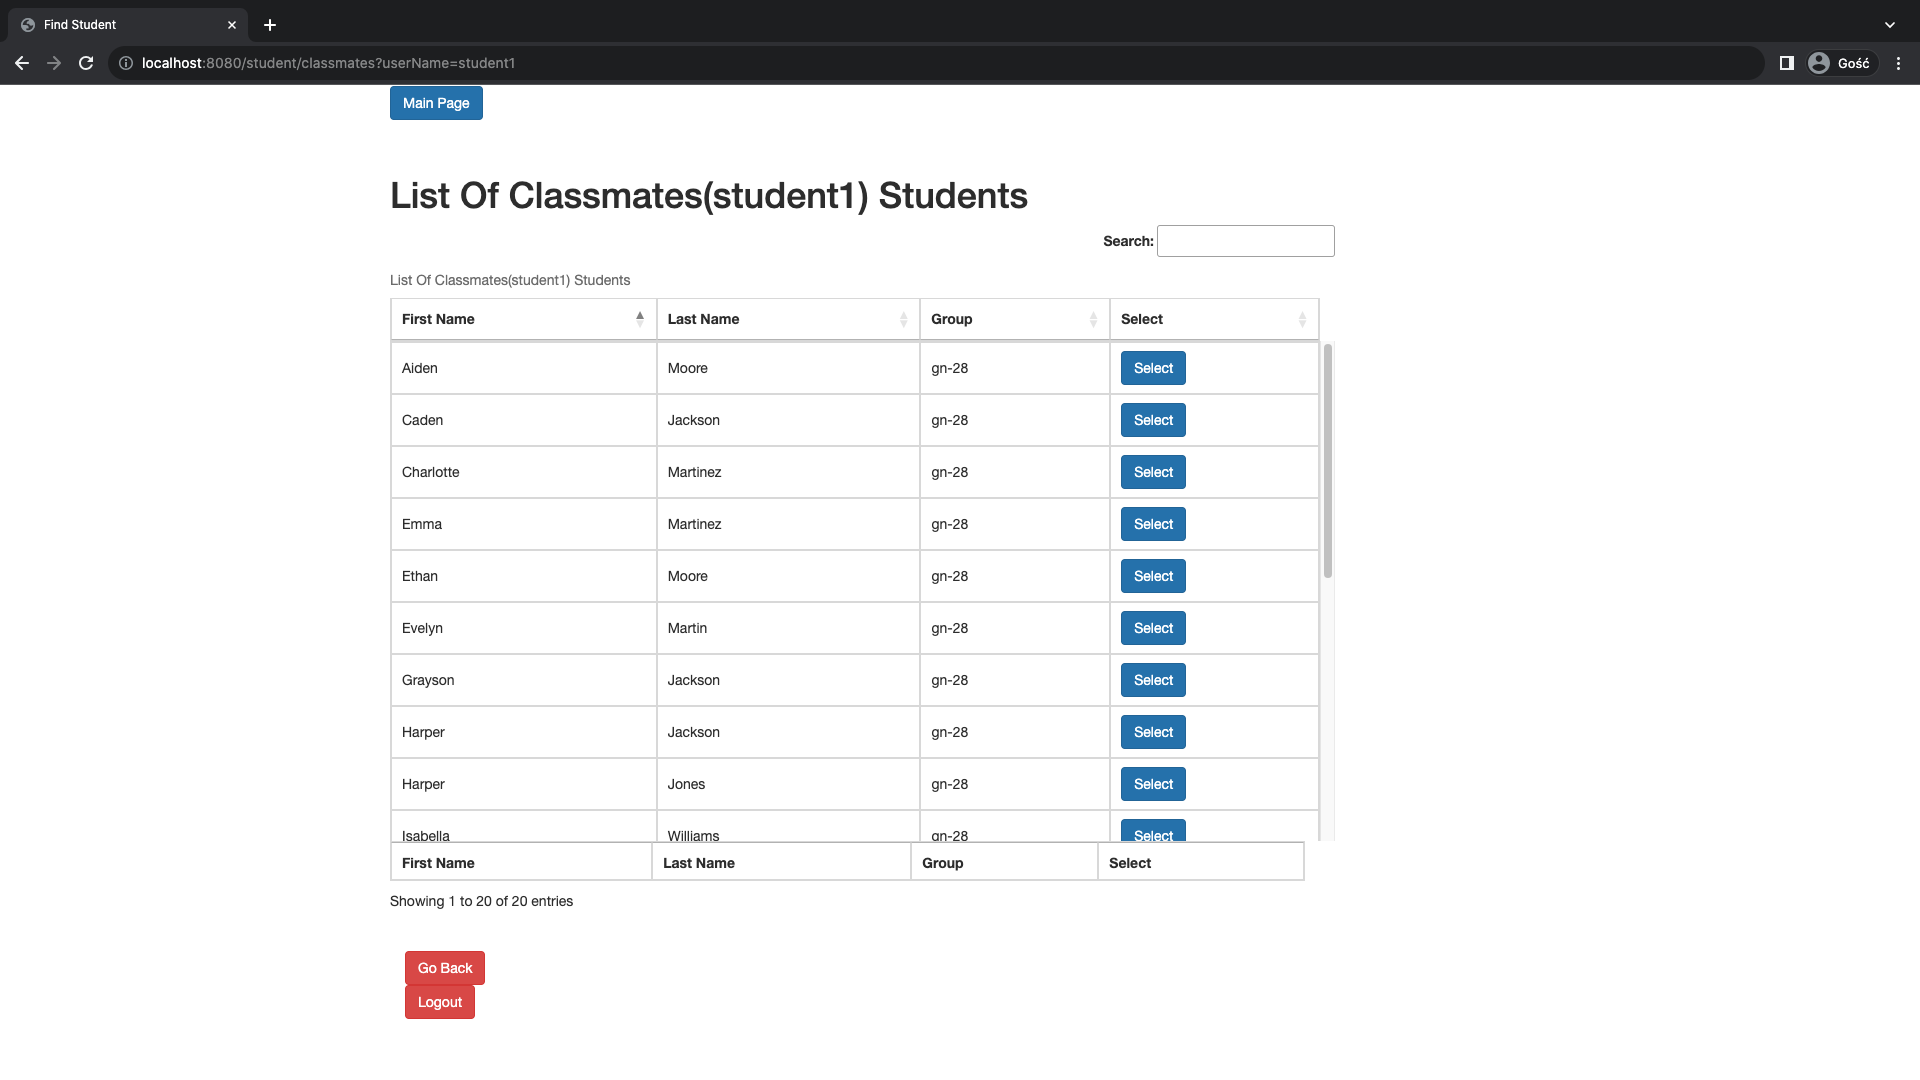 Find Student
localhost:8080/student/classmates?userName=student1
Gość
Main Page
List Of Classmates(student1) Students
Search:
List Of Classmates(student1) Students
First Name Last Name Group Select
Aiden Moore gn-28 Select
Caden Jackson gn-28 Select
Charlotte Martinez gn-28 Select
Emma Martinez gn-28 Select
Ethan Moore gn-28 Select
Evelyn Martin gn-28 Select
Grayson Jackson gn-28 Select
Harper Jackson gn-28 Select
Harper Jones gn-28 Select
Isabella Williams gn-28 Select
First Name Last Name Group Select
Showing 1 to 20 of 20 entries
Go Back
Logout